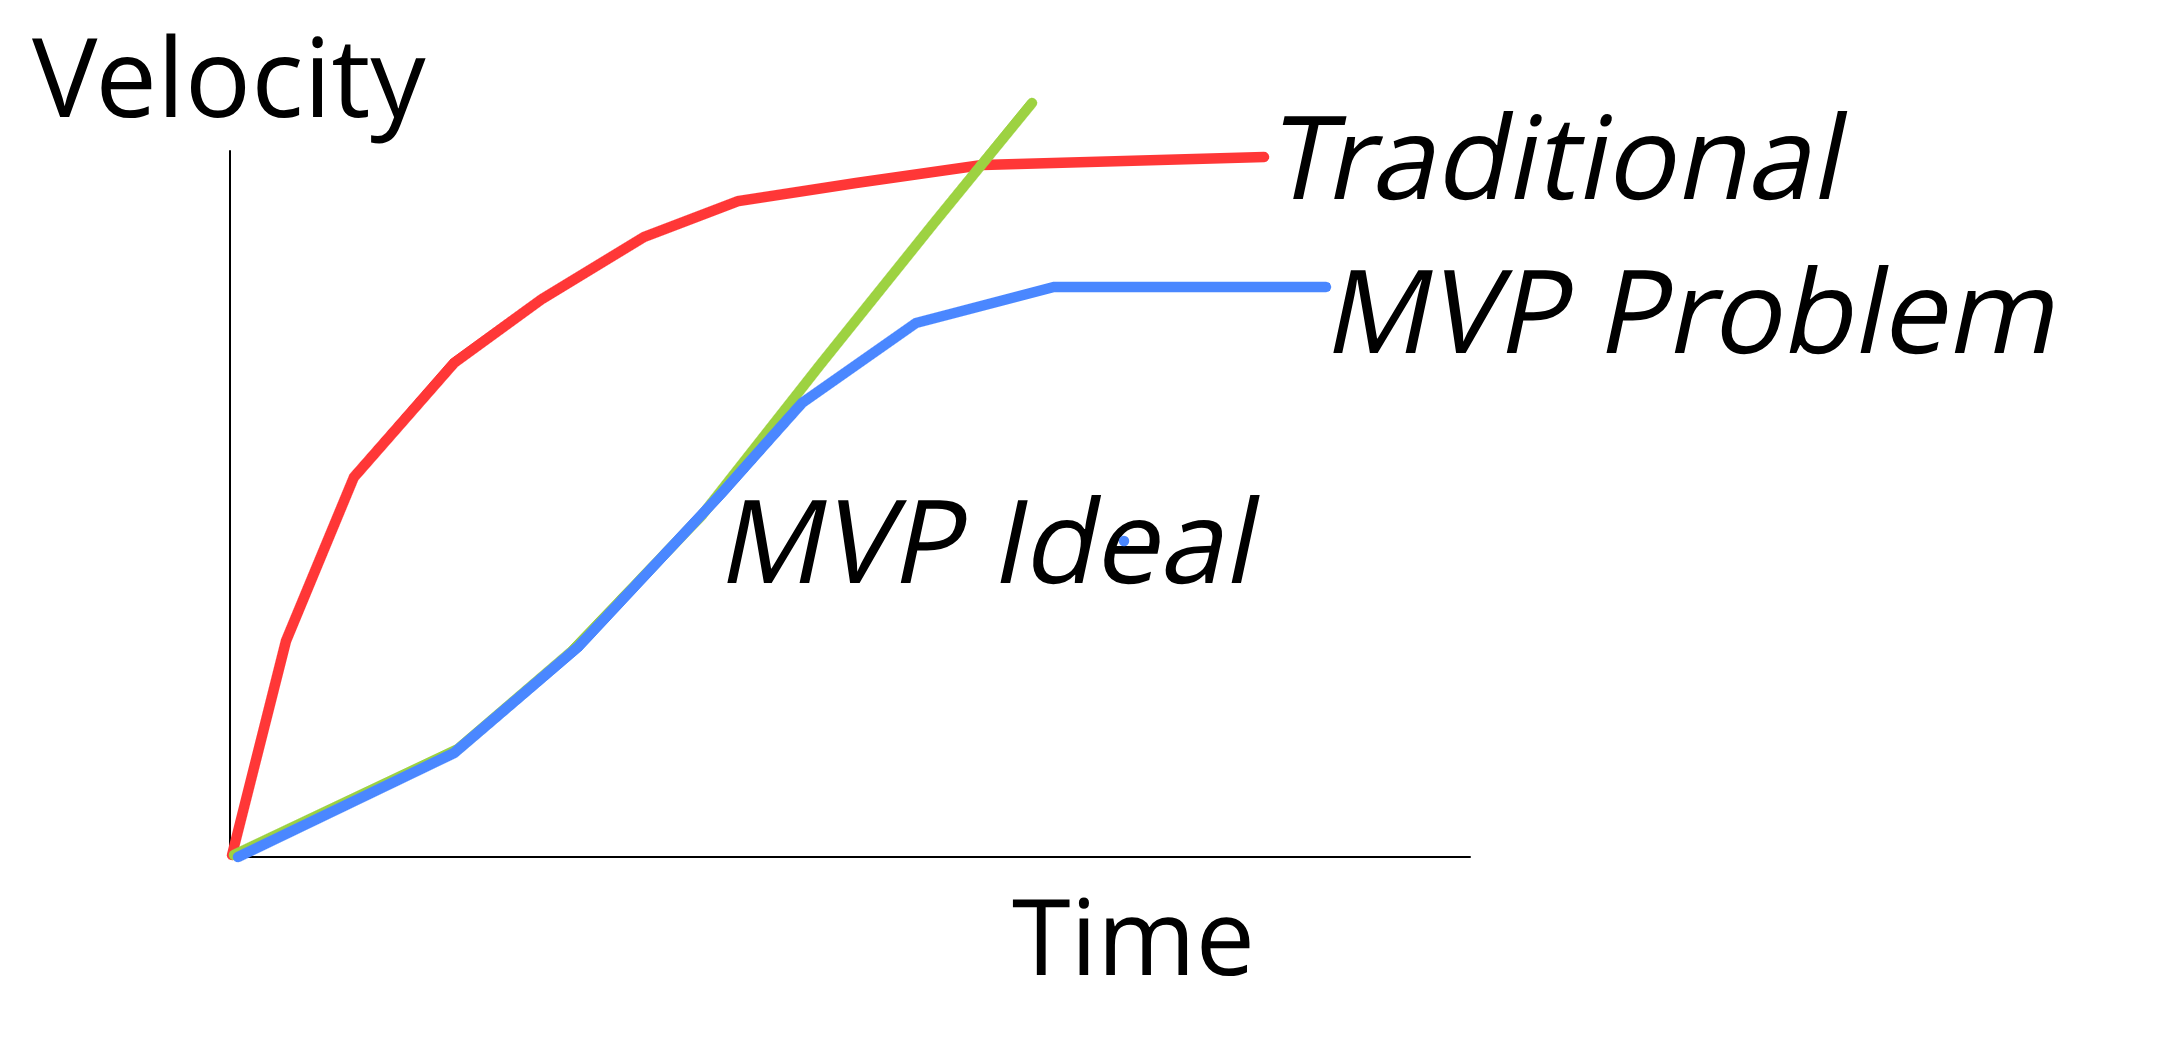 Velocity
Traditional
MVP Problem
MVP Ideal
Time